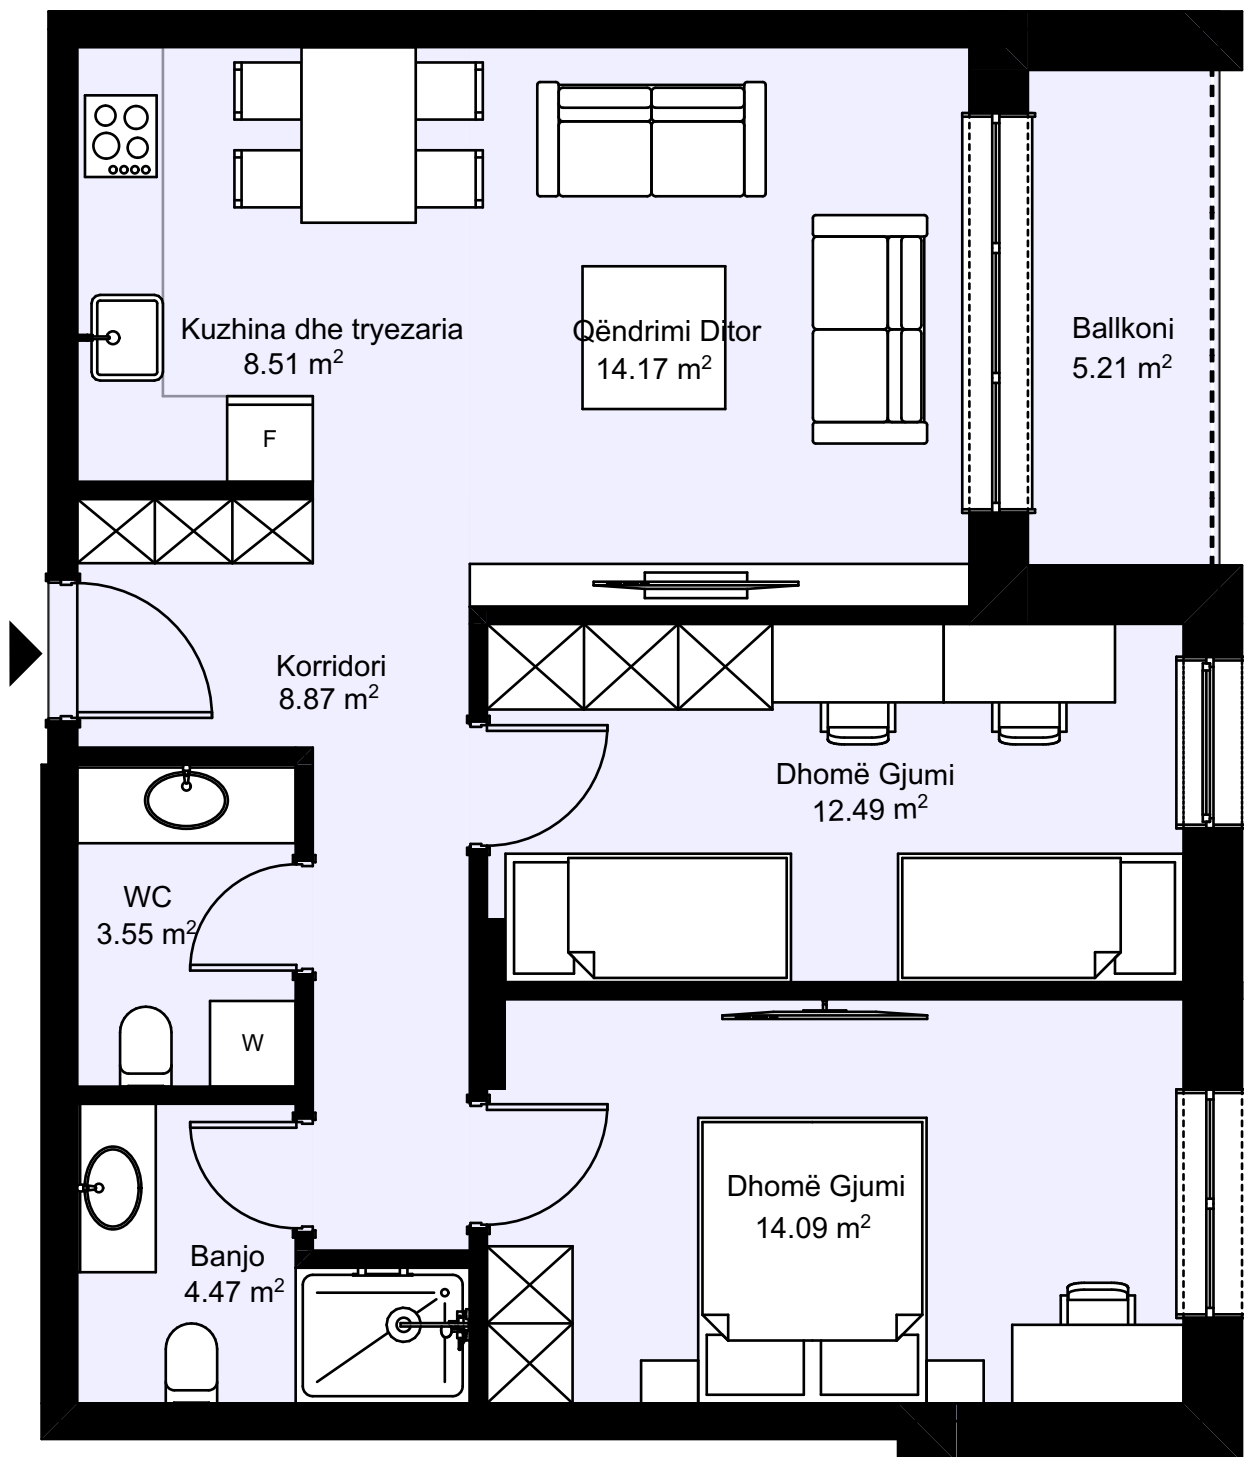 Kuzhina dhe tryezaria
8.51 m²
Qëndrimi Ditor
14.17 m²
Ballkoni
5.21 m²
F
Korridori
8.87 m²
Dhomë Gjumi
12.49 m²
WC
3.55 m²
W
Dhomë Gjumi
14.09 m²
Banjo
4.47 m²